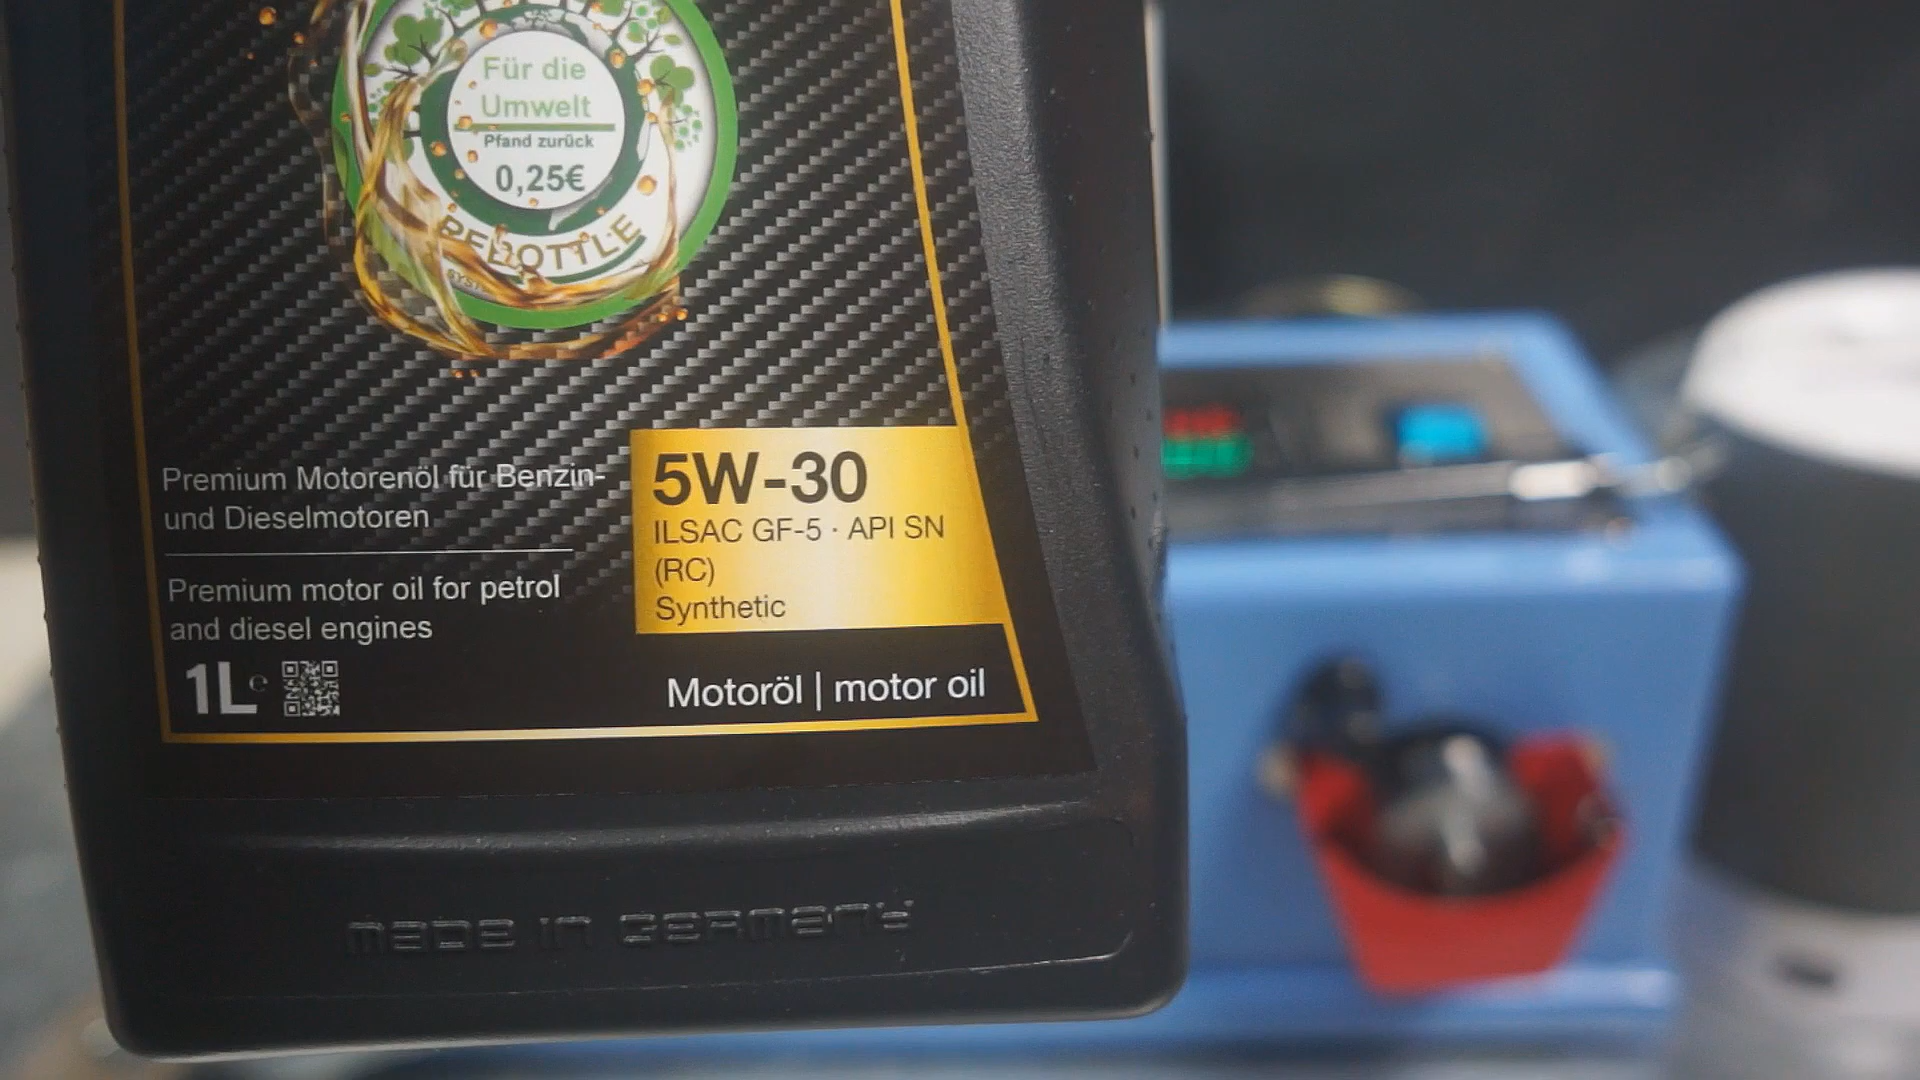 Für die
Umwelt
Pfand zurück
0,25€
REBOTTLE
Premium Motorenöl für Benzin-
und Dieselmotoren
Premium motor oil for petrol
and diesel engines
1L e
5W-30
ILSAC GF-5 · API SN
(RC)
Synthetic
Motoröl | motor oil
MADE IN GERMANY